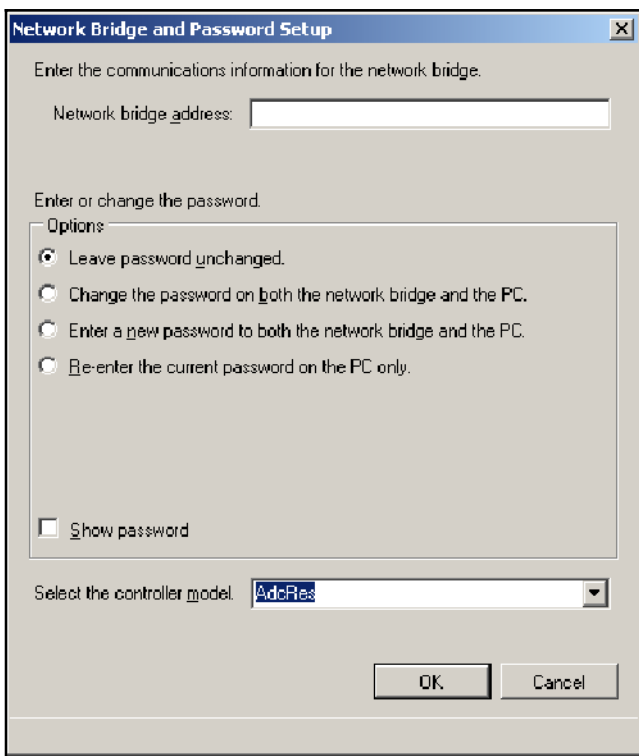 Network Bridge and Password Setup
Enter the communications information for the network bridge.
Network bridge address:
Enter or change the password.
Options
Leave password unchanged.
Change the password on both the network bridge and the PC.
Enter a new password to both the network bridge and the PC.
Re-enter the current password on the PC only.
Show password
Select the controller model. AdcRes
OK Cancel